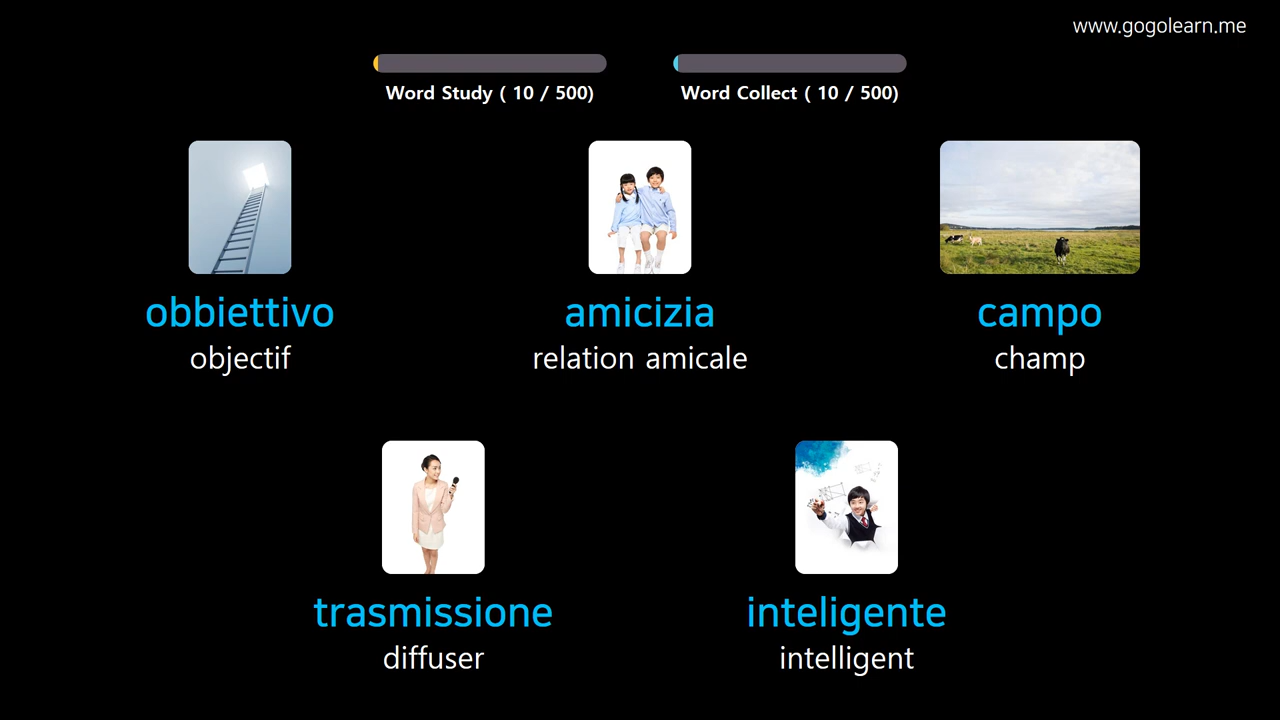 www.gogolearn.me
Word Study ( 10 / 500)
Word Collect ( 10 / 500)
obbiettivo
objectif
amicizia
relation amicale
campo
champ
trasmissione
diffuser
inteligente
intelligent